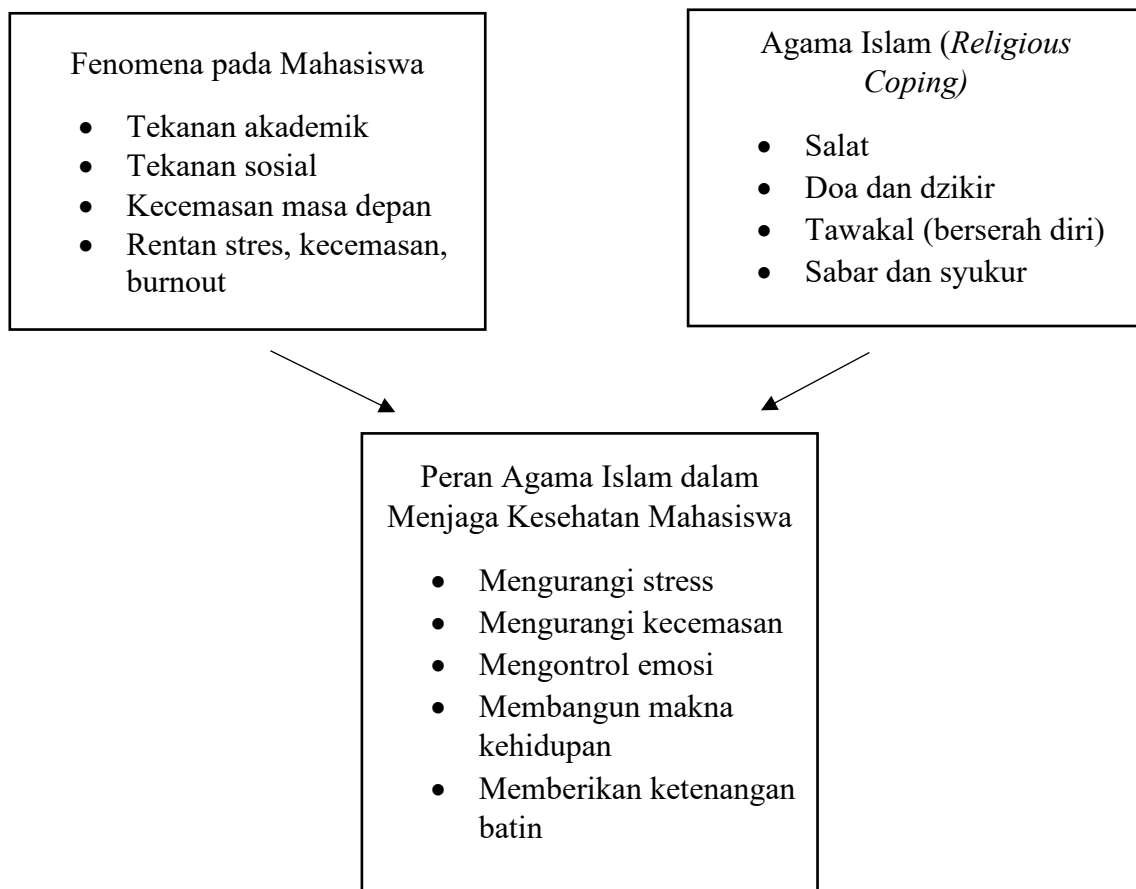 Fenomena pada Mahasiswa
• Tekanan akademik
• Tekanan sosial
• Kecemasan masa depan
• Rentan stres, kecemasan,
burnout
Agama Islam (Religious
Coping)
• Salat
• Doa dan dzikir
• Tawakal (berserah diri)
• Sabar dan syukur
Peran Agama Islam dalam
Menjaga Kesehatan Mahasiswa
• Mengurangi stress
• Mengurangi kecemasan
• Mengontrol emosi
• Membangun makna
kehidupan
• Memberikan ketenangan
batin